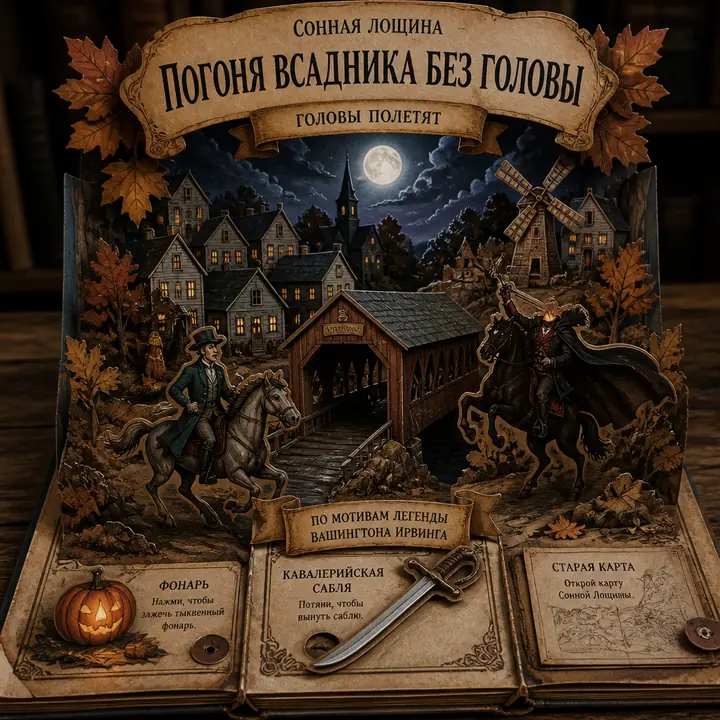 Сонная лощина
Погоня всадника без головы
головы полетят
По мотивам легенды
Вашингтона Ирвинга
Фонарь
Нажми, чтобы
зажечь тыквенный
фонарь.
Кавалерийская
сабля
Потяни, чтобы
вынуть саблю.
Старая карта
Открой карту
Сонной Лощины.